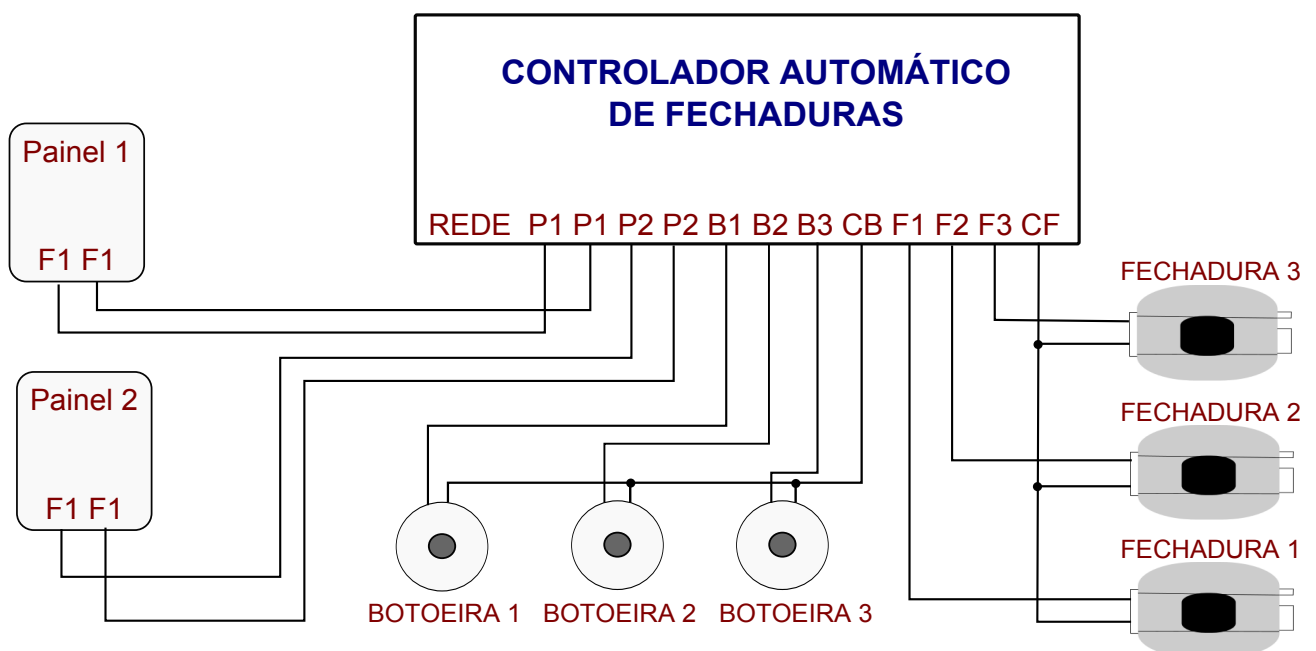 CONTROLADOR AUTOMÁTICO
DE FECHADURAS
Painel 1
REDE P1 P1 P2 P2 B1 B2 B3 CB F1 F2 F3 CF
F1 F1
FECHADURA 3
Painel 2
FECHADURA 2
F1 F1
FECHADURA 1
BOTOEIRA 1 BOTOEIRA 2 BOTOEIRA 3